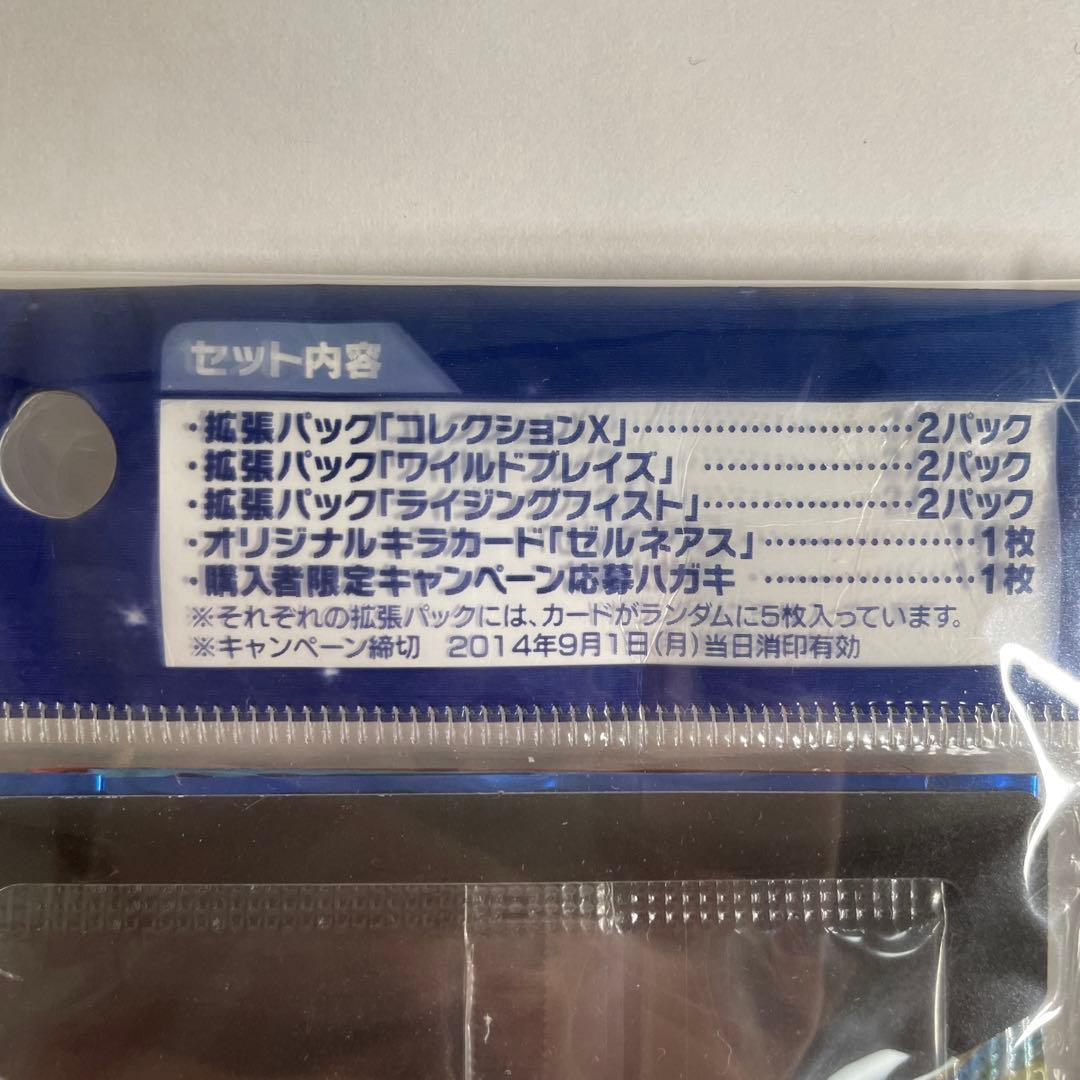 セット内容
・拡張パック「コレクションX」……………………2パック
・拡張パック「ワイルドブレイズ」………………2パック
・拡張パック「ライジングフィスト」………………2パック
・オリジナルキラカード「ゼルネアス」………………1枚
・購入者限定キャンペーン応募ハガキ………………1枚
※それぞれの拡張パックには、カードがランダムに5枚入っています。
※キャンペーン締切 2014年9月1日(月)当日消印有効